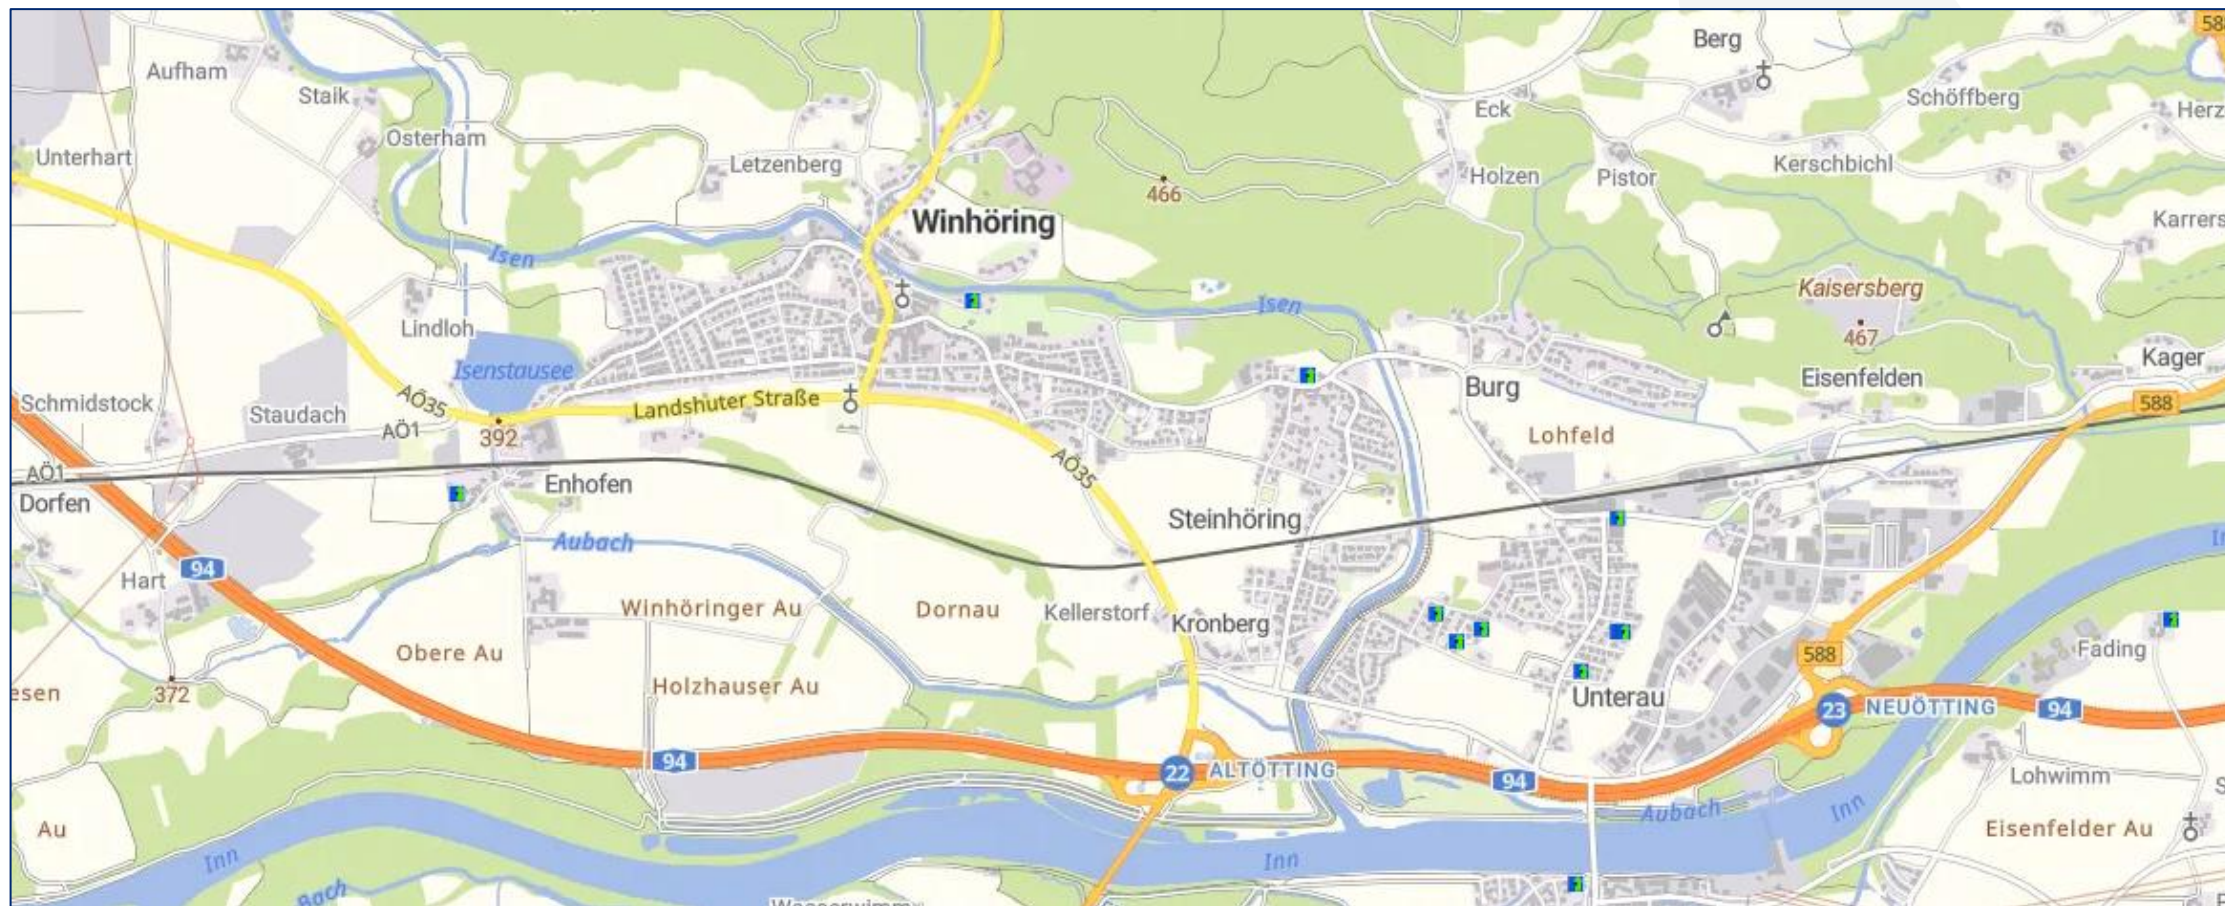 588
Berg
Aufham
Staik
Schöffberg
Eck
Osterham
Unterhart
Letzenberg
Kerschbichl
Holzen
Pistor
466
Winhöring
Isen
Kaisersberg
Isen
Lindloh
467
Kager
Isenstausee
Eisenfelden
Burg
AÖ35
Landshuter Straße
588
Schmidstock
Staudach
AÖ1
392
Lohfeld
AÖ35
AÖ1
Dorfen
Enhofen
Steinhöring
Aubach
94
Hart
Winhöringer Au
Dornau
Kellerstorf
Kronberg
Obere Au
588
Fading
Holzhauser Au
372
Unterau
23 NEUÖTTING
94
94
22 ALTÖTTING
94
Lohwimm
Aubach
Inn
Au
Eisenfelder Au
Inn
Inn
Bach